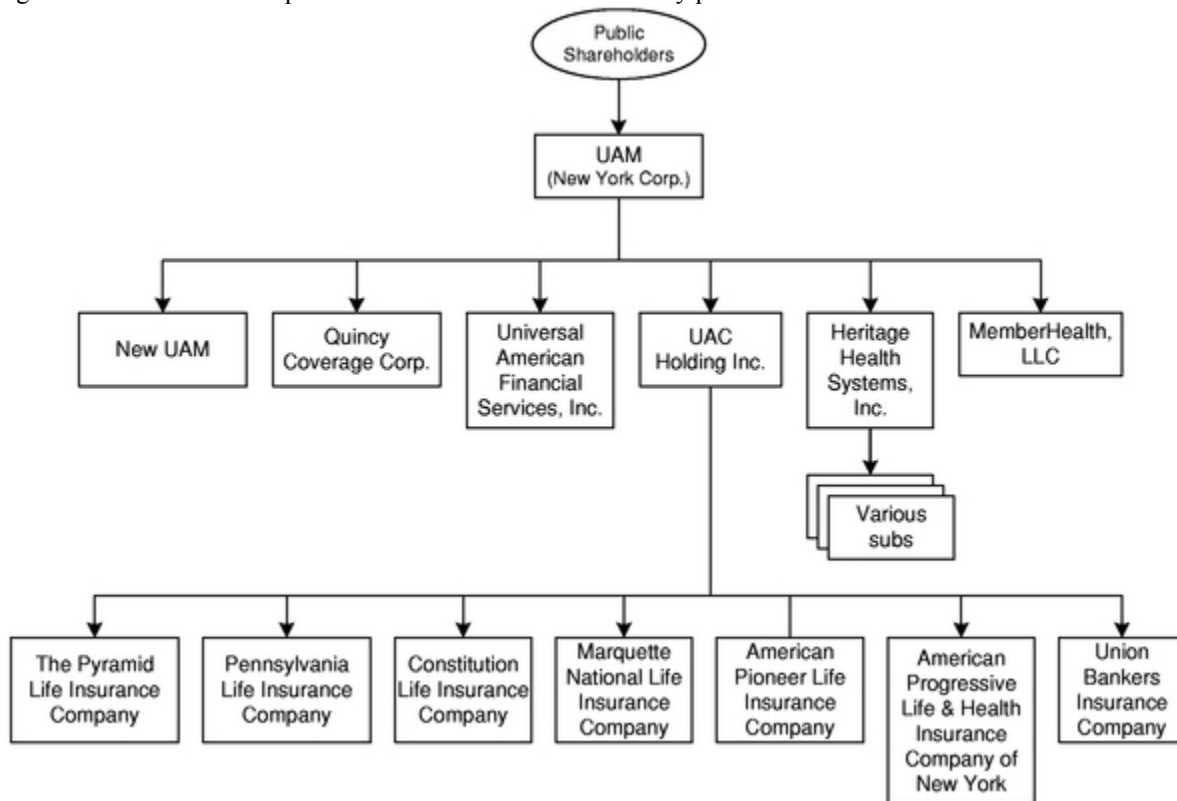 Public
Shareholders
UAM
(New York Corp.)
New UAM
Quincy
Coverage Corp.
Universal
American
Financial
Services, Inc.
UAC
Holding Inc.
Heritage
Health
Systems,
Inc.
MemberHealth,
LLC
Various
subs
The Pyramid
Life Insurance
Company
Pennsylvania
Life Insurance
Company
Constitution
Life Insurance
Company
Marquette
National Life
Insurance
Company
American
Pioneer Life
Insurance
Company
American
Progressive
Life & Health
Insurance
Company of
New York
Union
Bankers
Insurance
Company